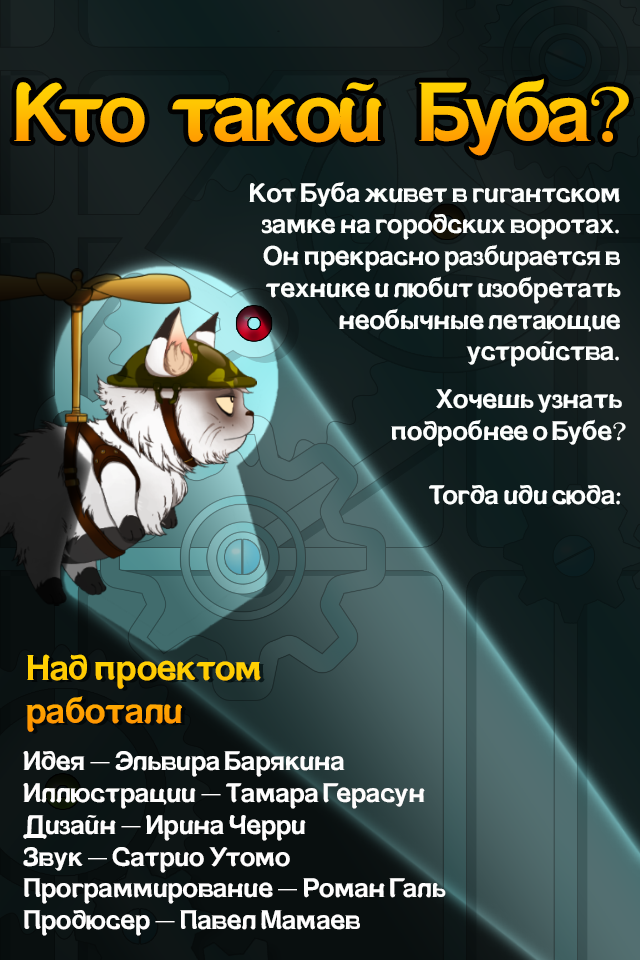 Кто такой Буба?
Кот Буба живет в гигантском
замке на городских воротах.
Он прекрасно разбирается в
технике и любит изобретать
необычные летающие
устройства.
Хочешь узнать
подробнее о Бубе?
Тогда иди сюда:
Над проектом
работали
Идея — Эльвира Барякина
Иллюстрации — Тамара Герасун
Дизайн — Ирина Черри
Звук — Сатрио Утомо
Программирование — Роман Галь
Продюсер — Павел Мамаев